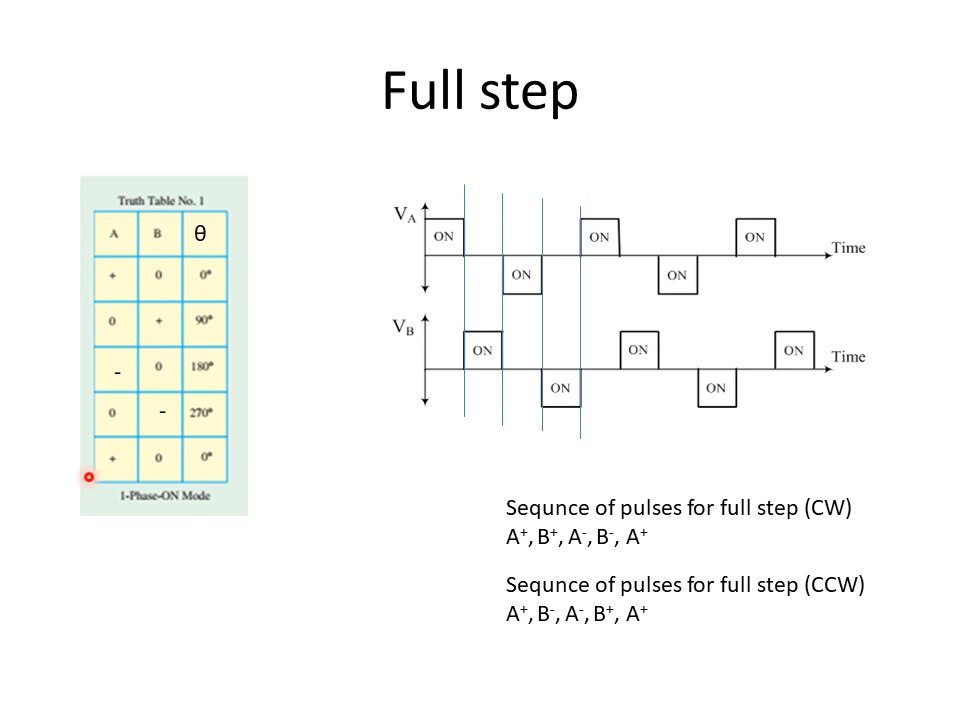 Full step
Truth Table No. 1
A B θ
+ 0 0°
0 + 90°
- 0 180°
0 - 270°
+ 0 0°
1-Phase-ON Mode
V_A
ON ON ON
Time
ON ON
V_B
ON ON ON
Time
ON ON
Sequnce of pulses for full step (CW)
A⁺, B⁺, A⁻, B⁻, A⁺
Sequnce of pulses for full step (CCW)
A⁺, B⁻, A⁻, B⁺, A⁺